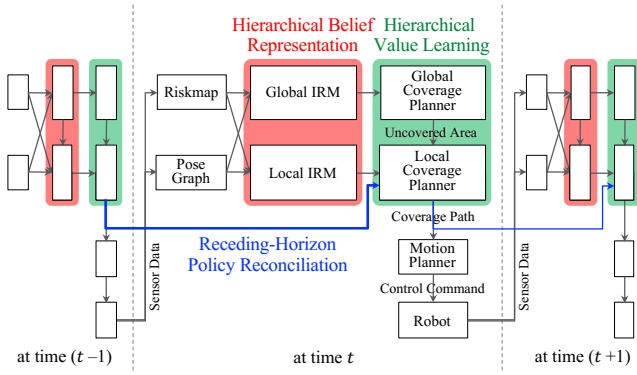 Hierarchical Belief
Representation
Hierarchical
Value Learning
Riskmap
Global IRM
Global
Coverage
Planner
Uncovered Area
Pose
Graph
Local IRM
Local
Coverage
Planner
Coverage Path
Receding-Horizon
Policy Reconciliation
Motion
Planner
Control Command
Robot
Sensor Data
Sensor Data
at time (t –1)
at time t
at time (t +1)